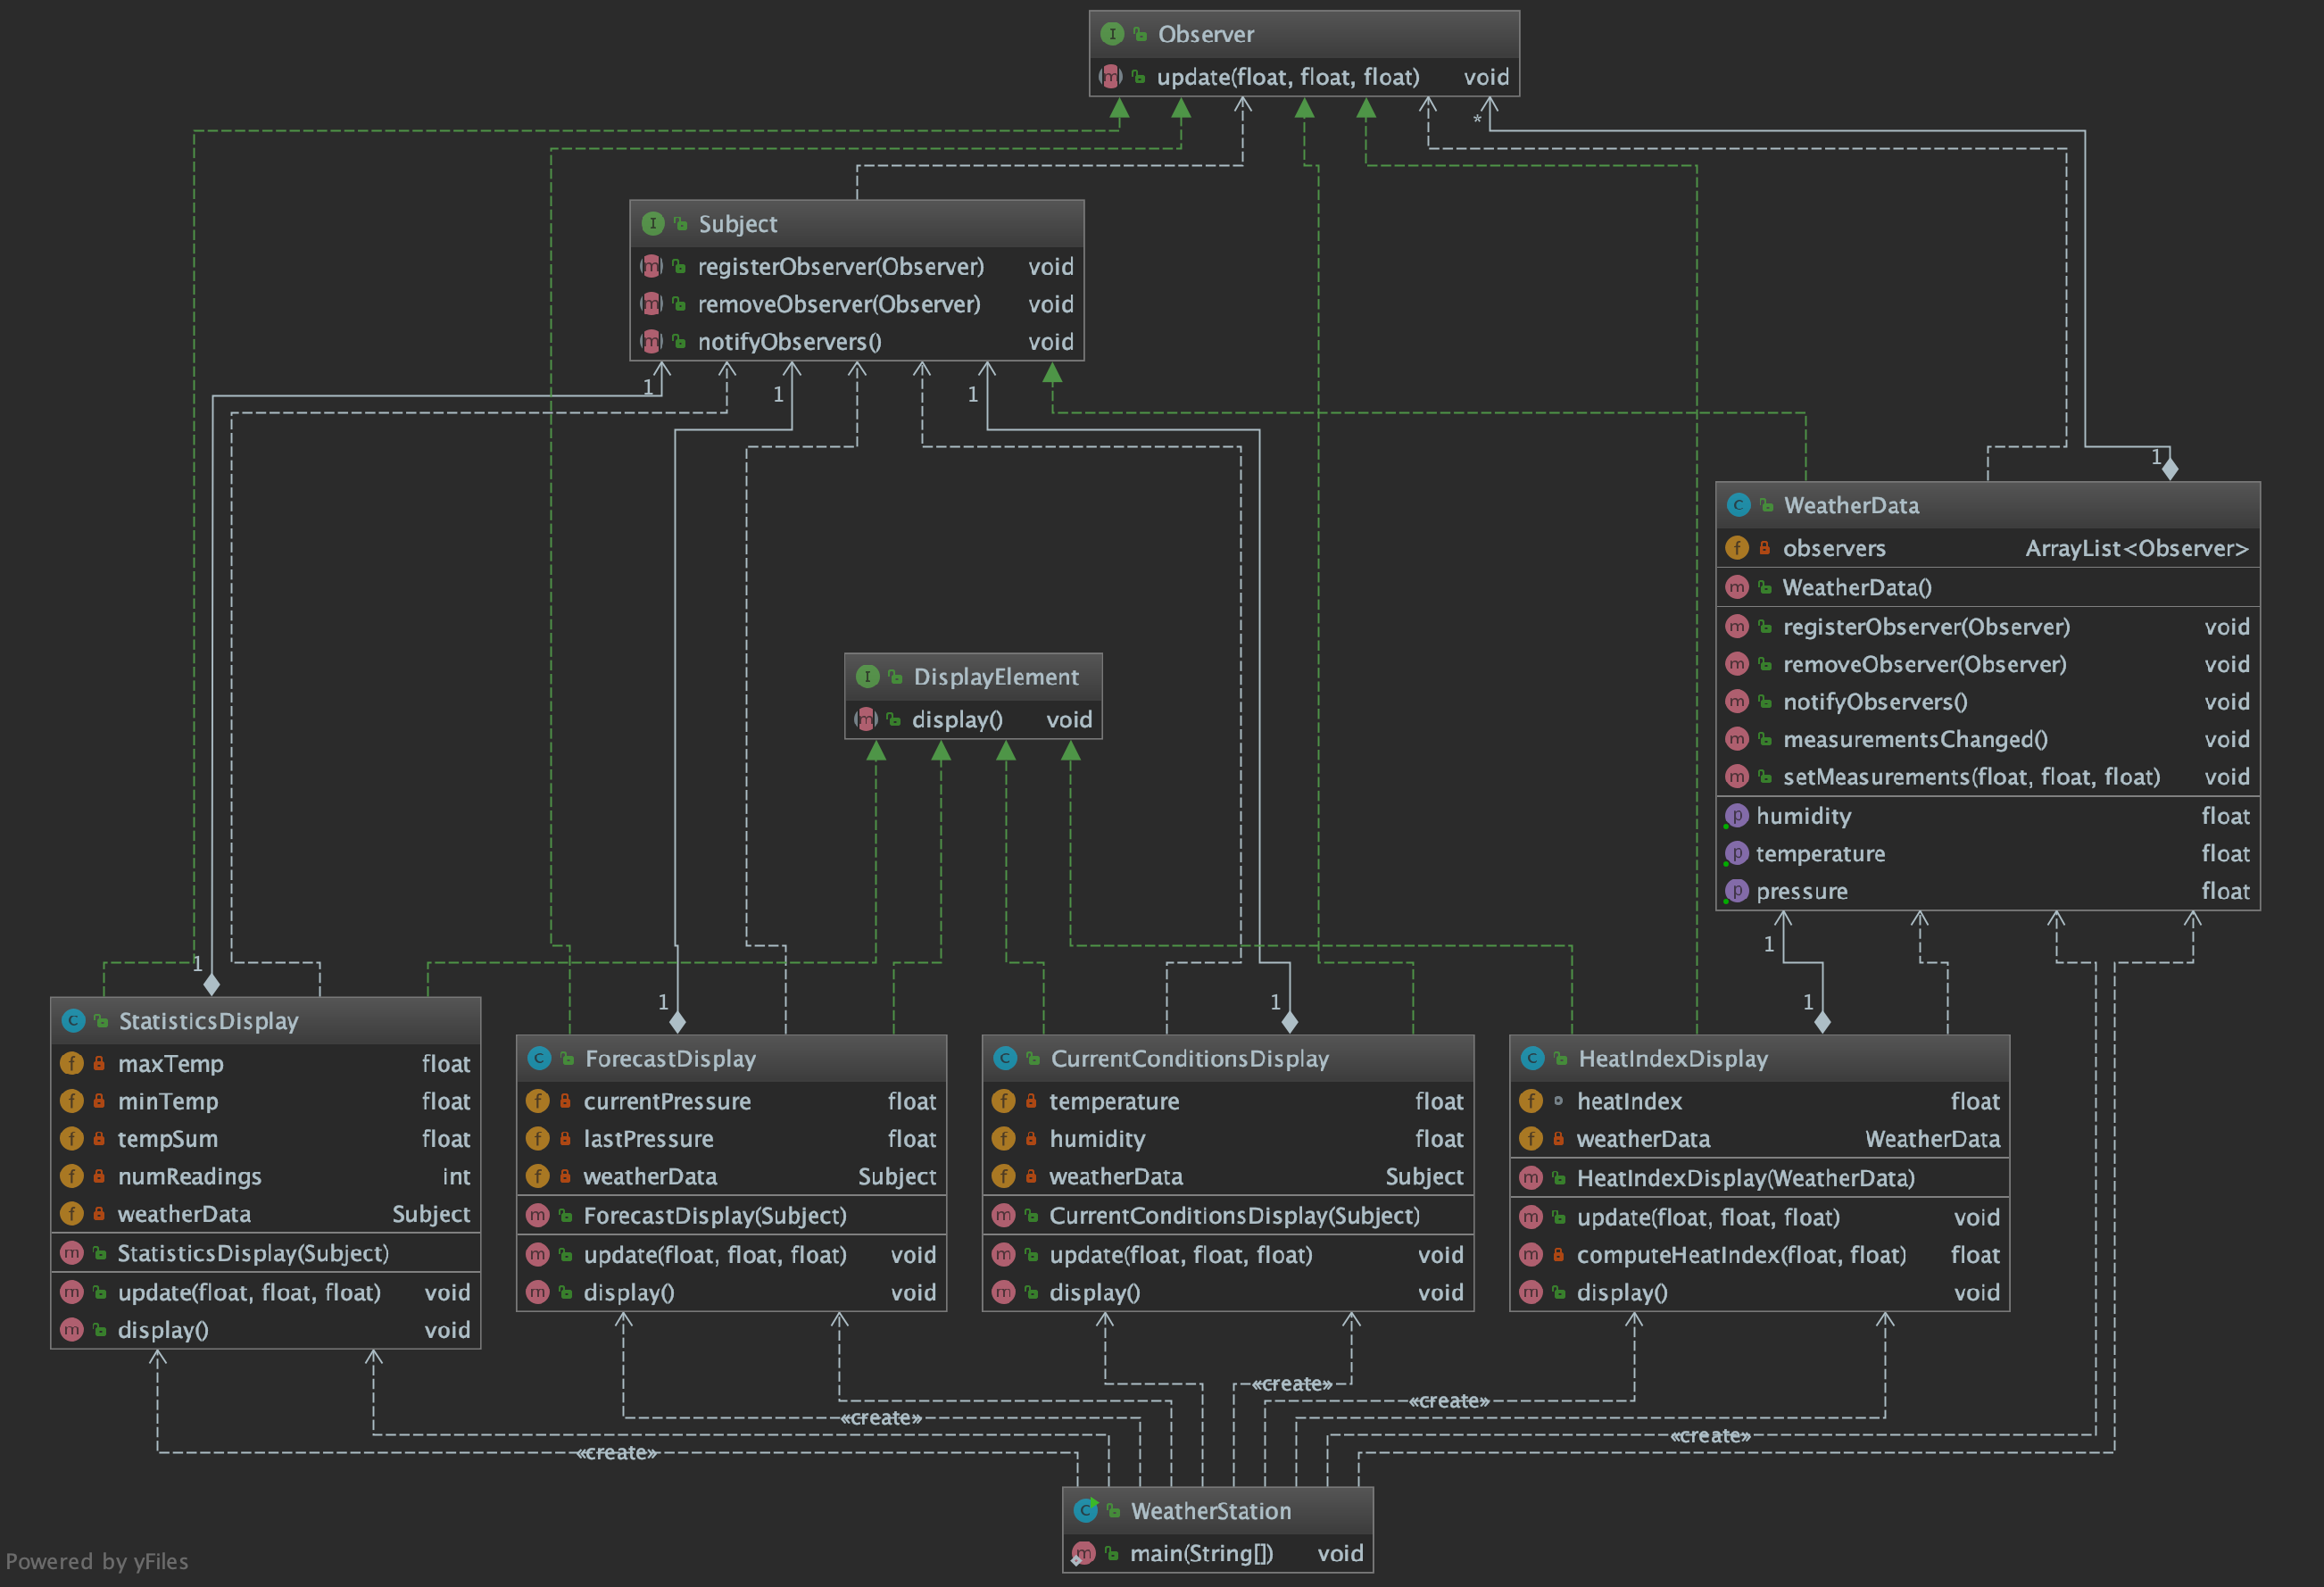 Observer
update(float, float, float) void
*
Subject
registerObserver(Observer) void
removeObserver(Observer) void
notifyObservers() void
1
1
1
1
WeatherData
observers ArrayList<Observer>
WeatherData()
registerObserver(Observer) void
removeObserver(Observer) void
notifyObservers() void
measurementsChanged() void
setMeasurements(float, float, float) void
humidity float
temperature float
pressure float
DisplayElement
display() void
1
1
1
1
1
StatisticsDisplay
maxTemp float
minTemp float
tempSum float
numReadings int
weatherData Subject
StatisticsDisplay(Subject)
update(float, float, float) void
display() void
ForecastDisplay
currentPressure float
lastPressure float
weatherData Subject
ForecastDisplay(Subject)
update(float, float, float) void
display() void
CurrentConditionsDisplay
temperature float
humidity float
weatherData Subject
CurrentConditionsDisplay(Subject)
update(float, float, float) void
display() void
HeatIndexDisplay
heatIndex float
weatherData WeatherData
HeatIndexDisplay(WeatherData)
update(float, float, float) void
computeHeatIndex(float, float) float
display() void
«create»
«create»
«create»
«create»
«create»
WeatherStation
main(String[]) void
Powered by yFiles